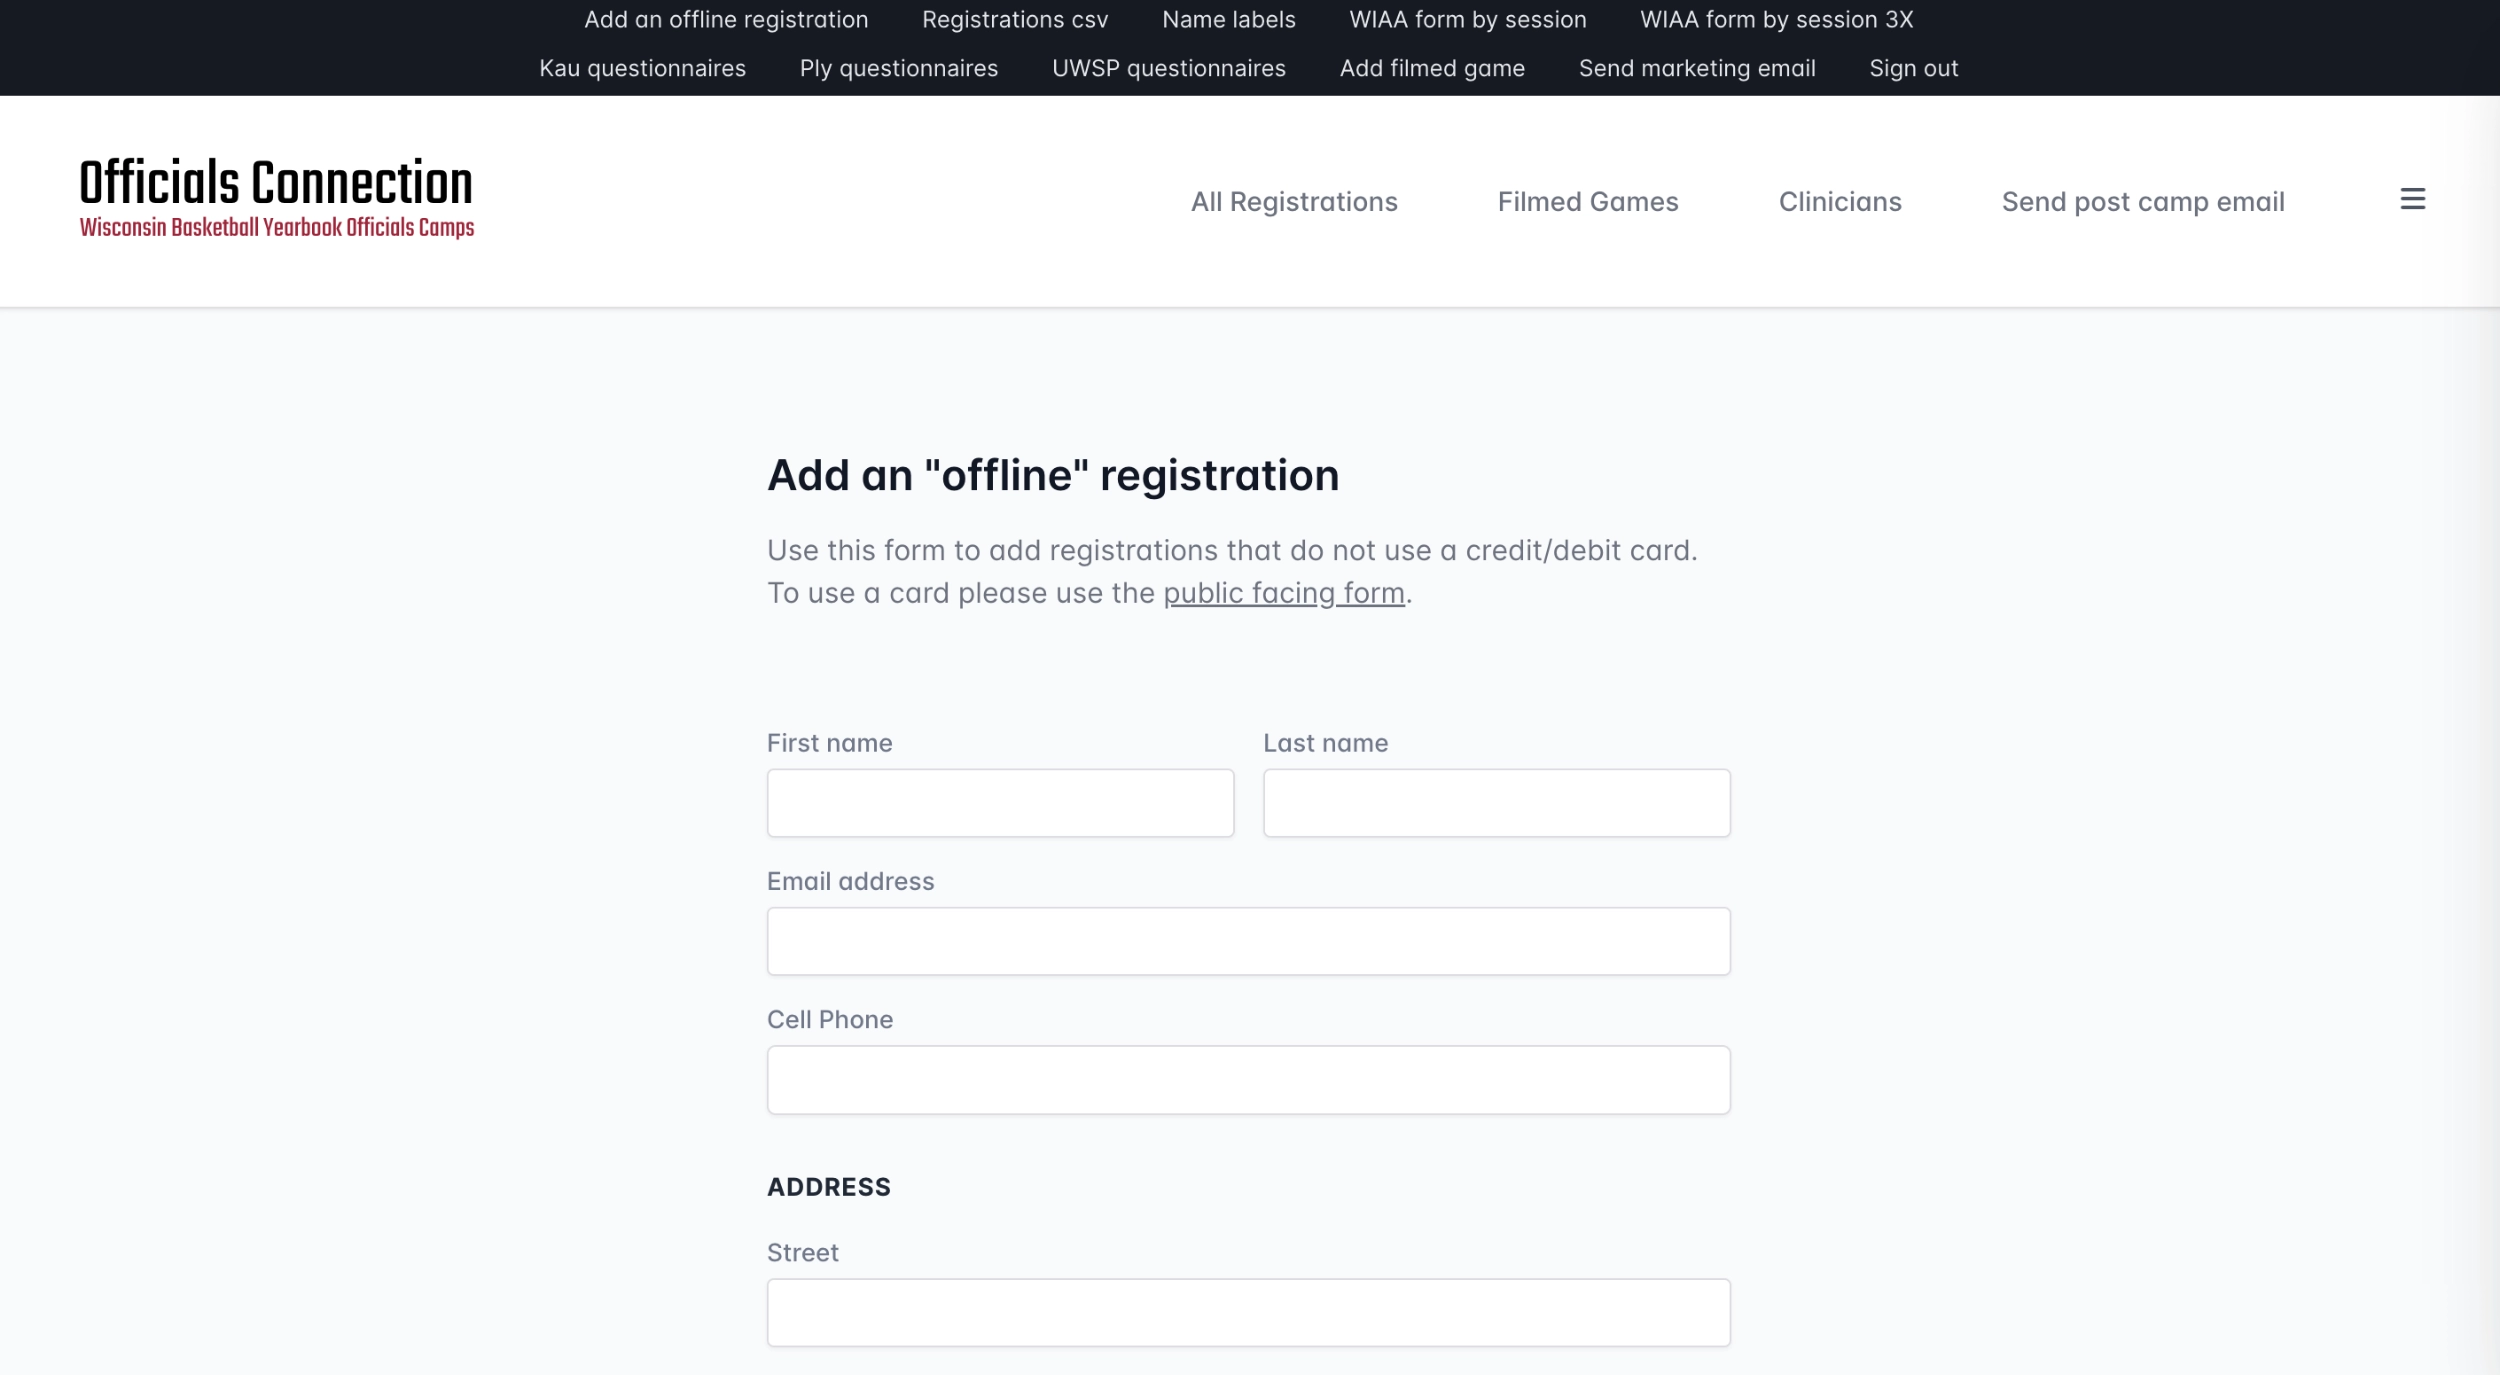 Add an offline registration Registrations csv Name labels WIAA form by session WIAA form by session 3X
Kau questionnaires Ply questionnaires UWSP questionnaires Add filmed game Send marketing email Sign out
Officials Connection
Wisconsin Basketball Yearbook Officials Camps
All Registrations Filmed Games Clinicians Send post camp email
Add an "offline" registration
Use this form to add registrations that do not use a credit/debit card.
To use a card please use the public facing form.
First name Last name
Email address
Cell Phone
ADDRESS
Street